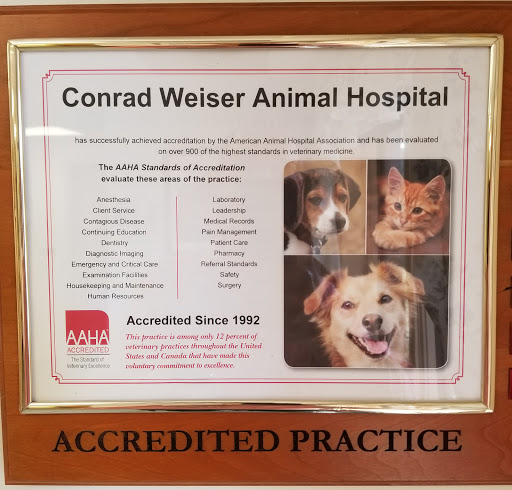 Conrad Weiser Animal Hospital
has successfully achieved accreditation by the American Animal Hospital Association and has been evaluated
on over 900 of the highest standards in veterinary medicine.
The AAHA Standards of Accreditation
evaluate these areas of the practice:
Anesthesia
Client Service
Contagious Disease
Continuing Education
Dentistry
Diagnostic Imaging
Emergency and Critical Care
Examination Facilities
Housekeeping and Maintenance
Human Resources
Laboratory
Leadership
Medical Records
Pain Management
Patient Care
Pharmacy
Referral Standards
Safety
Surgery
AAHA
ACCREDITED
The Standard of
Veterinary Excellence
Accredited Since 1992
This practice is among only 12 percent of
veterinary practices throughout the United
States and Canada that have made this
voluntary commitment to excellence.
ACCREDITED PRACTICE